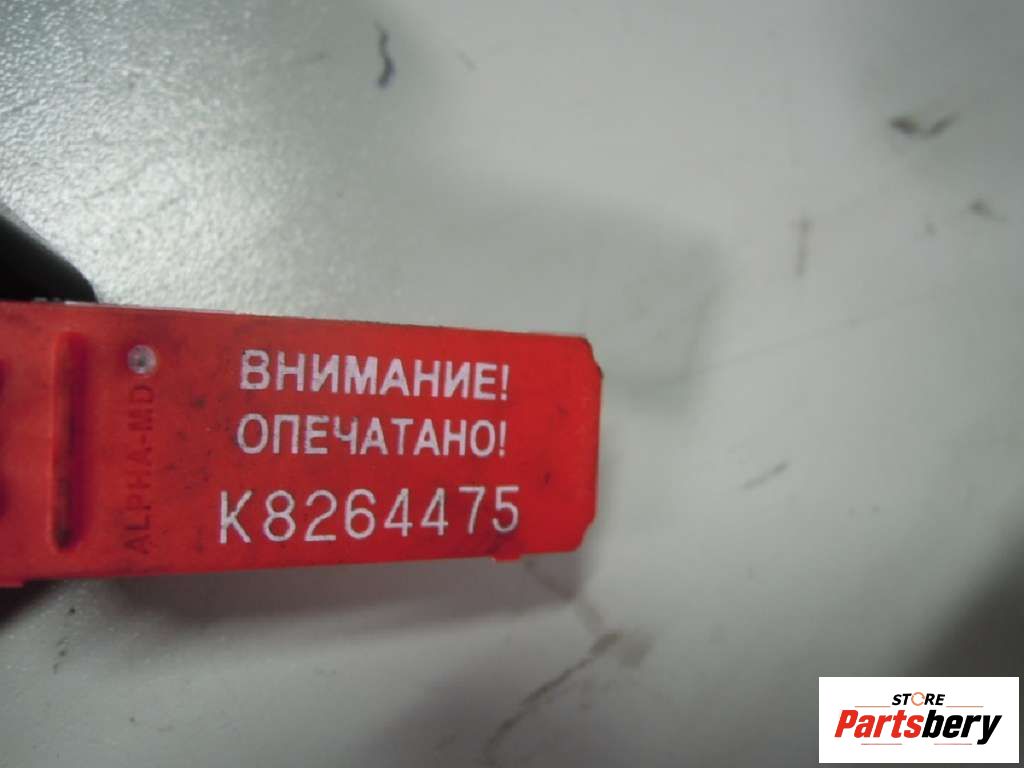 ALPHA-MD
ВНИМАНИЕ!
ОПЕЧАТАНО!
K8264475
STORE
Partsbery